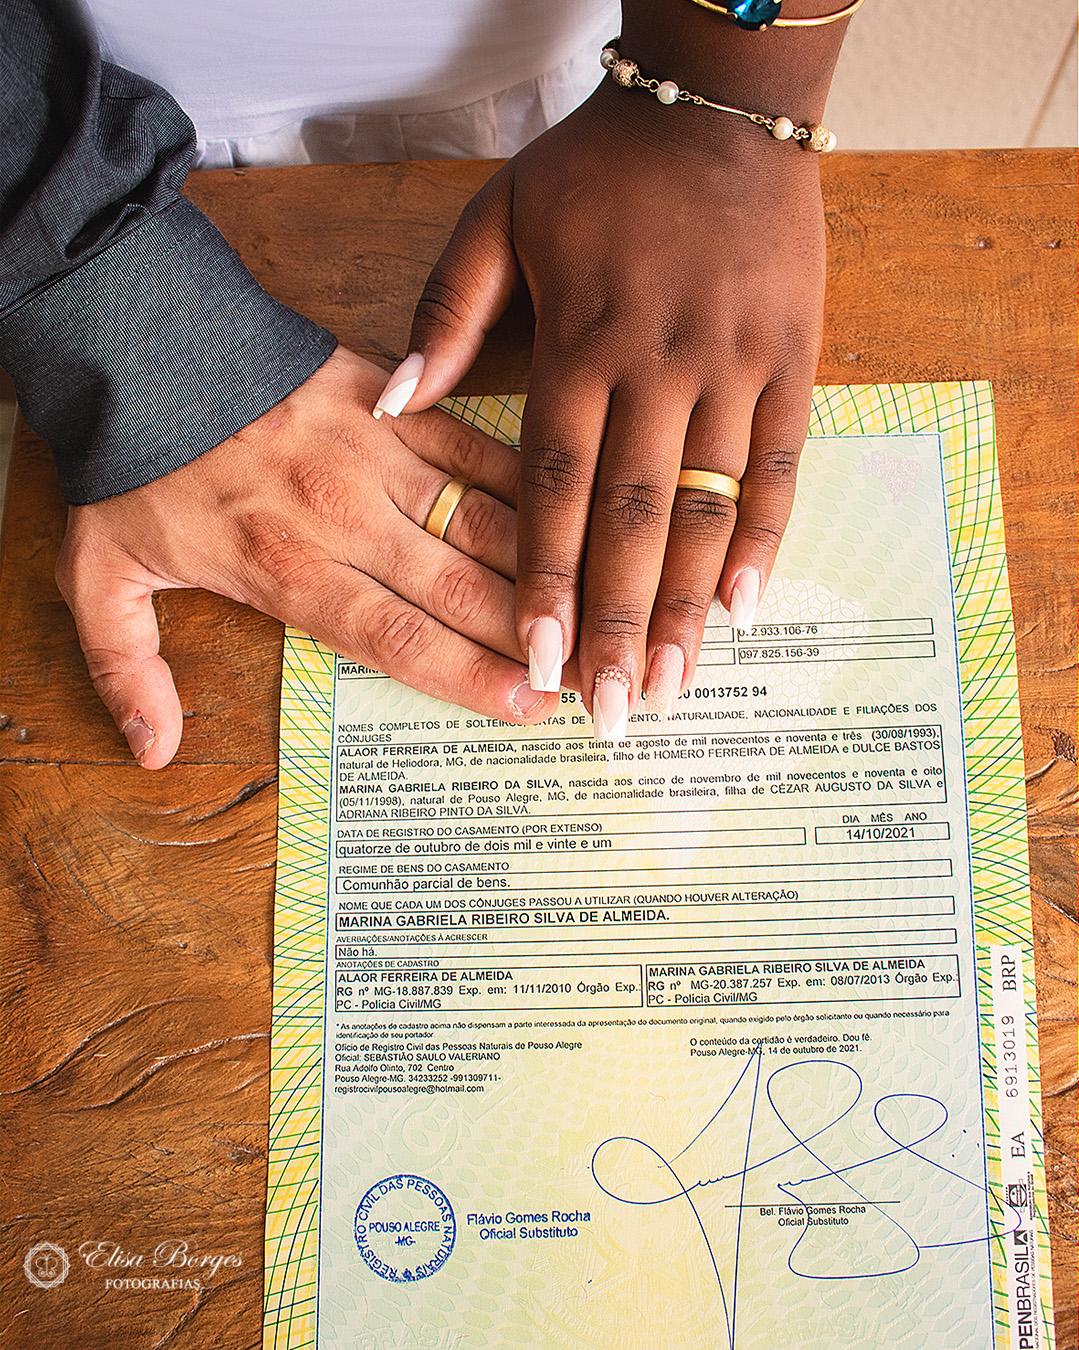 0. 2.933.106-76
097.825.156-39
MARIN
55 0013752 94
NOMES COMPLETOS DE SOLTEIRO, DATAS DE NATURALIDADE, NACIONALIDADE E FILIAÇÕES DOS
CÔNJUGES
ALAOR FERREIRA DE ALMEIDA, nascido aos trinta de agosto de mil novecentos e noventa e três (30/08/1993),
natural de Heliodora, MG, de nacionalidade brasileira, filho de HOMERO FERREIRA DE ALMEIDA e DULCE BASTOS
DE ALMEIDA.
MARINA GABRIELA RIBEIRO DA SILVA, nascida aos cinco de novembro de mil novecentos e noventa e oito
(05/11/1998), natural de Pouso Alegre, MG, de nacionalidade brasileira, filha de CÉZAR AUGUSTO DA SILVA e
ADRIANA RIBEIRO PINTO DA SILVA.
DATA DE REGISTRO DO CASAMENTO (POR EXTENSO)
DIA MÊS ANO
quatorze de outubro de dois mil e vinte e um
14/10/2021
REGIME DE BENS DO CASAMENTO
Comunhão parcial de bens.
NOME QUE CADA UM DOS CÔNJUGES PASSOU A UTILIZAR (QUANDO HOUVER ALTERAÇÃO)
MARINA GABRIELA RIBEIRO SILVA DE ALMEIDA.
AVERBAÇÕES/ANOTAÇÕES À ACRESCER
Não há.
ANOTAÇÕES DE CADASTRO
ALAOR FERREIRA DE ALMEIDA
RG nº MG-18.887.839 Exp. em: 11/11/2010 Órgão Exp.:
PC - Polícia Civil/MG
MARINA GABRIELA RIBEIRO SILVA DE ALMEIDA
RG nº MG-20.387.257 Exp. em: 08/07/2013 Órgão Exp.:
PC - Polícia Civil/MG
* As anotações de cadastro acima não dispensam a parte interessada da apresentação do documento original, quando exigido pelo órgão solicitante ou quando necessário para
identificação de seu portador
Ofício de Registro Civil das Pessoas Naturais de Pouso Alegre
Oficial: SEBASTIÃO SAULO VALERIANO
Rua Adolfo Olinto, 702 Centro
Pouso Alegre-MG. 34233252 -991309711-
registrocivilpousoalegre@hotmail.com
O conteúdo da certidão é verdadeiro. Dou fé.
Pouso Alegre-MG, 14 de outubro de 2021.
Bel. Flávio Gomes Rocha
Oficial Substituto
REGISTRO CIVIL DAS PESSOAS NATURAIS
POUSO ALEGRE
-MG-
Flávio Gomes Rocha
Oficial Substituto
EA 6913019 BRP
PENBRASIL
Elisa Borges
FOTOGRAFIAS